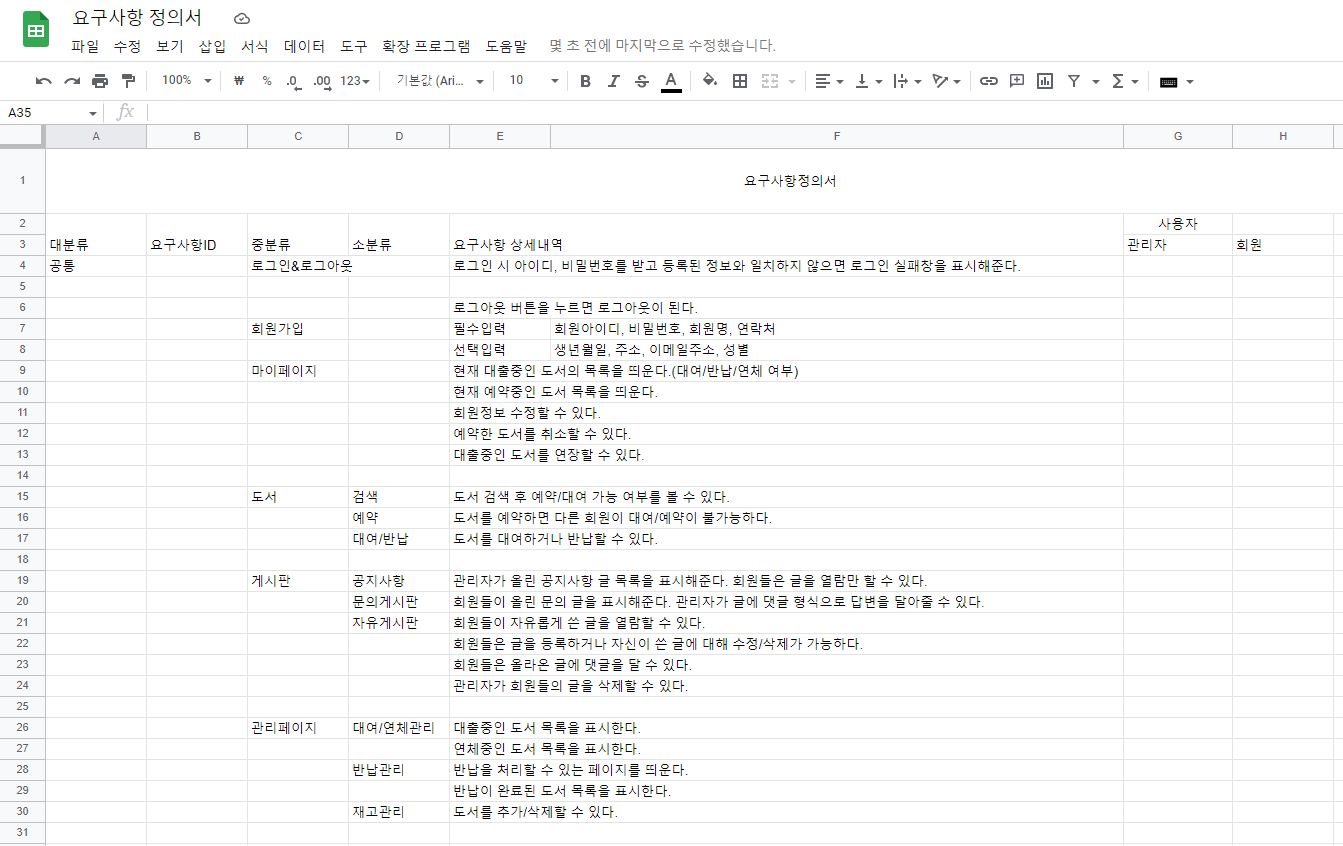 요구사항 정의서
파일 수정 보기 삽입 서식 데이터 도구 확장 프로그램 도움말 몇 초 전에 마지막으로 수정했습니다.
100% ₩ % .0 .00 123 기본값 (Ari... 10 B I S A
A35 fx
A B C D E F G H
1 요구사항정의서
2 사용자
3 대분류 요구사항ID 중분류 소분류 요구사항 상세내역 관리자 회원
4 공통 로그인&로그아웃 로그인 시 아이디, 비밀번호를 받고 등록된 정보와 일치하지 않으면 로그인 실패창을 표시해준다.
5
6 로그아웃 버튼을 누르면 로그아웃이 된다.
7 회원가입 필수입력 회원아이디, 비밀번호, 회원명, 연락처
8 선택입력 생년월일, 주소, 이메일주소, 성별
9 마이페이지 현재 대출중인 도서의 목록을 띄운다.(대여/반납/연체 여부)
10 현재 예약중인 도서 목록을 띄운다.
11 회원정보 수정할 수 있다.
12 예약한 도서를 취소할 수 있다.
13 대출중인 도서를 연장할 수 있다.
14
15 도서 검색 도서 검색 후 예약/대여 가능 여부를 볼 수 있다.
16 예약 도서를 예약하면 다른 회원이 대여/예약이 불가능하다.
17 대여/반납 도서를 대여하거나 반납할 수 있다.
18
19 게시판 공지사항 관리자가 올린 공지사항 글 목록을 표시해준다. 회원들은 글을 열람만 할 수 있다.
20 문의게시판 회원들이 올린 문의 글을 표시해준다. 관리자가 글에 댓글 형식으로 답변을 달아줄 수 있다.
21 자유게시판 회원들이 자유롭게 쓴 글을 열람할 수 있다.
22 회원들은 글을 등록하거나 자신이 쓴 글에 대해 수정/삭제가 가능하다.
23 회원들은 올라온 글에 댓글을 달 수 있다.
24 관리자가 회원들의 글을 삭제할 수 있다.
25
26 관리페이지 대여/연체관리 대출중인 도서 목록을 표시한다.
27 연체중인 도서 목록을 표시한다.
28 반납관리 반납을 처리할 수 있는 페이지를 띄운다.
29 반납이 완료된 도서 목록을 표시한다.
30 재고관리 도서를 추가/삭제할 수 있다.
31